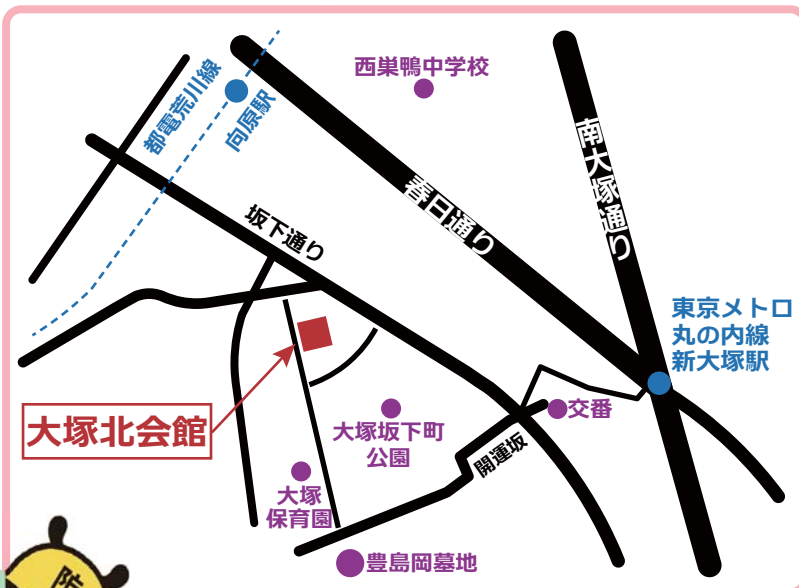 西巣鴨中学校
都電荒川線
向原駅
春日通り
南大塚通り
坂下通り
東京メトロ
丸の内線
新大塚駅
大塚北会館
大塚坂下町
公園
交番
開運坂
大塚
保育園
豊島岡墓地
防